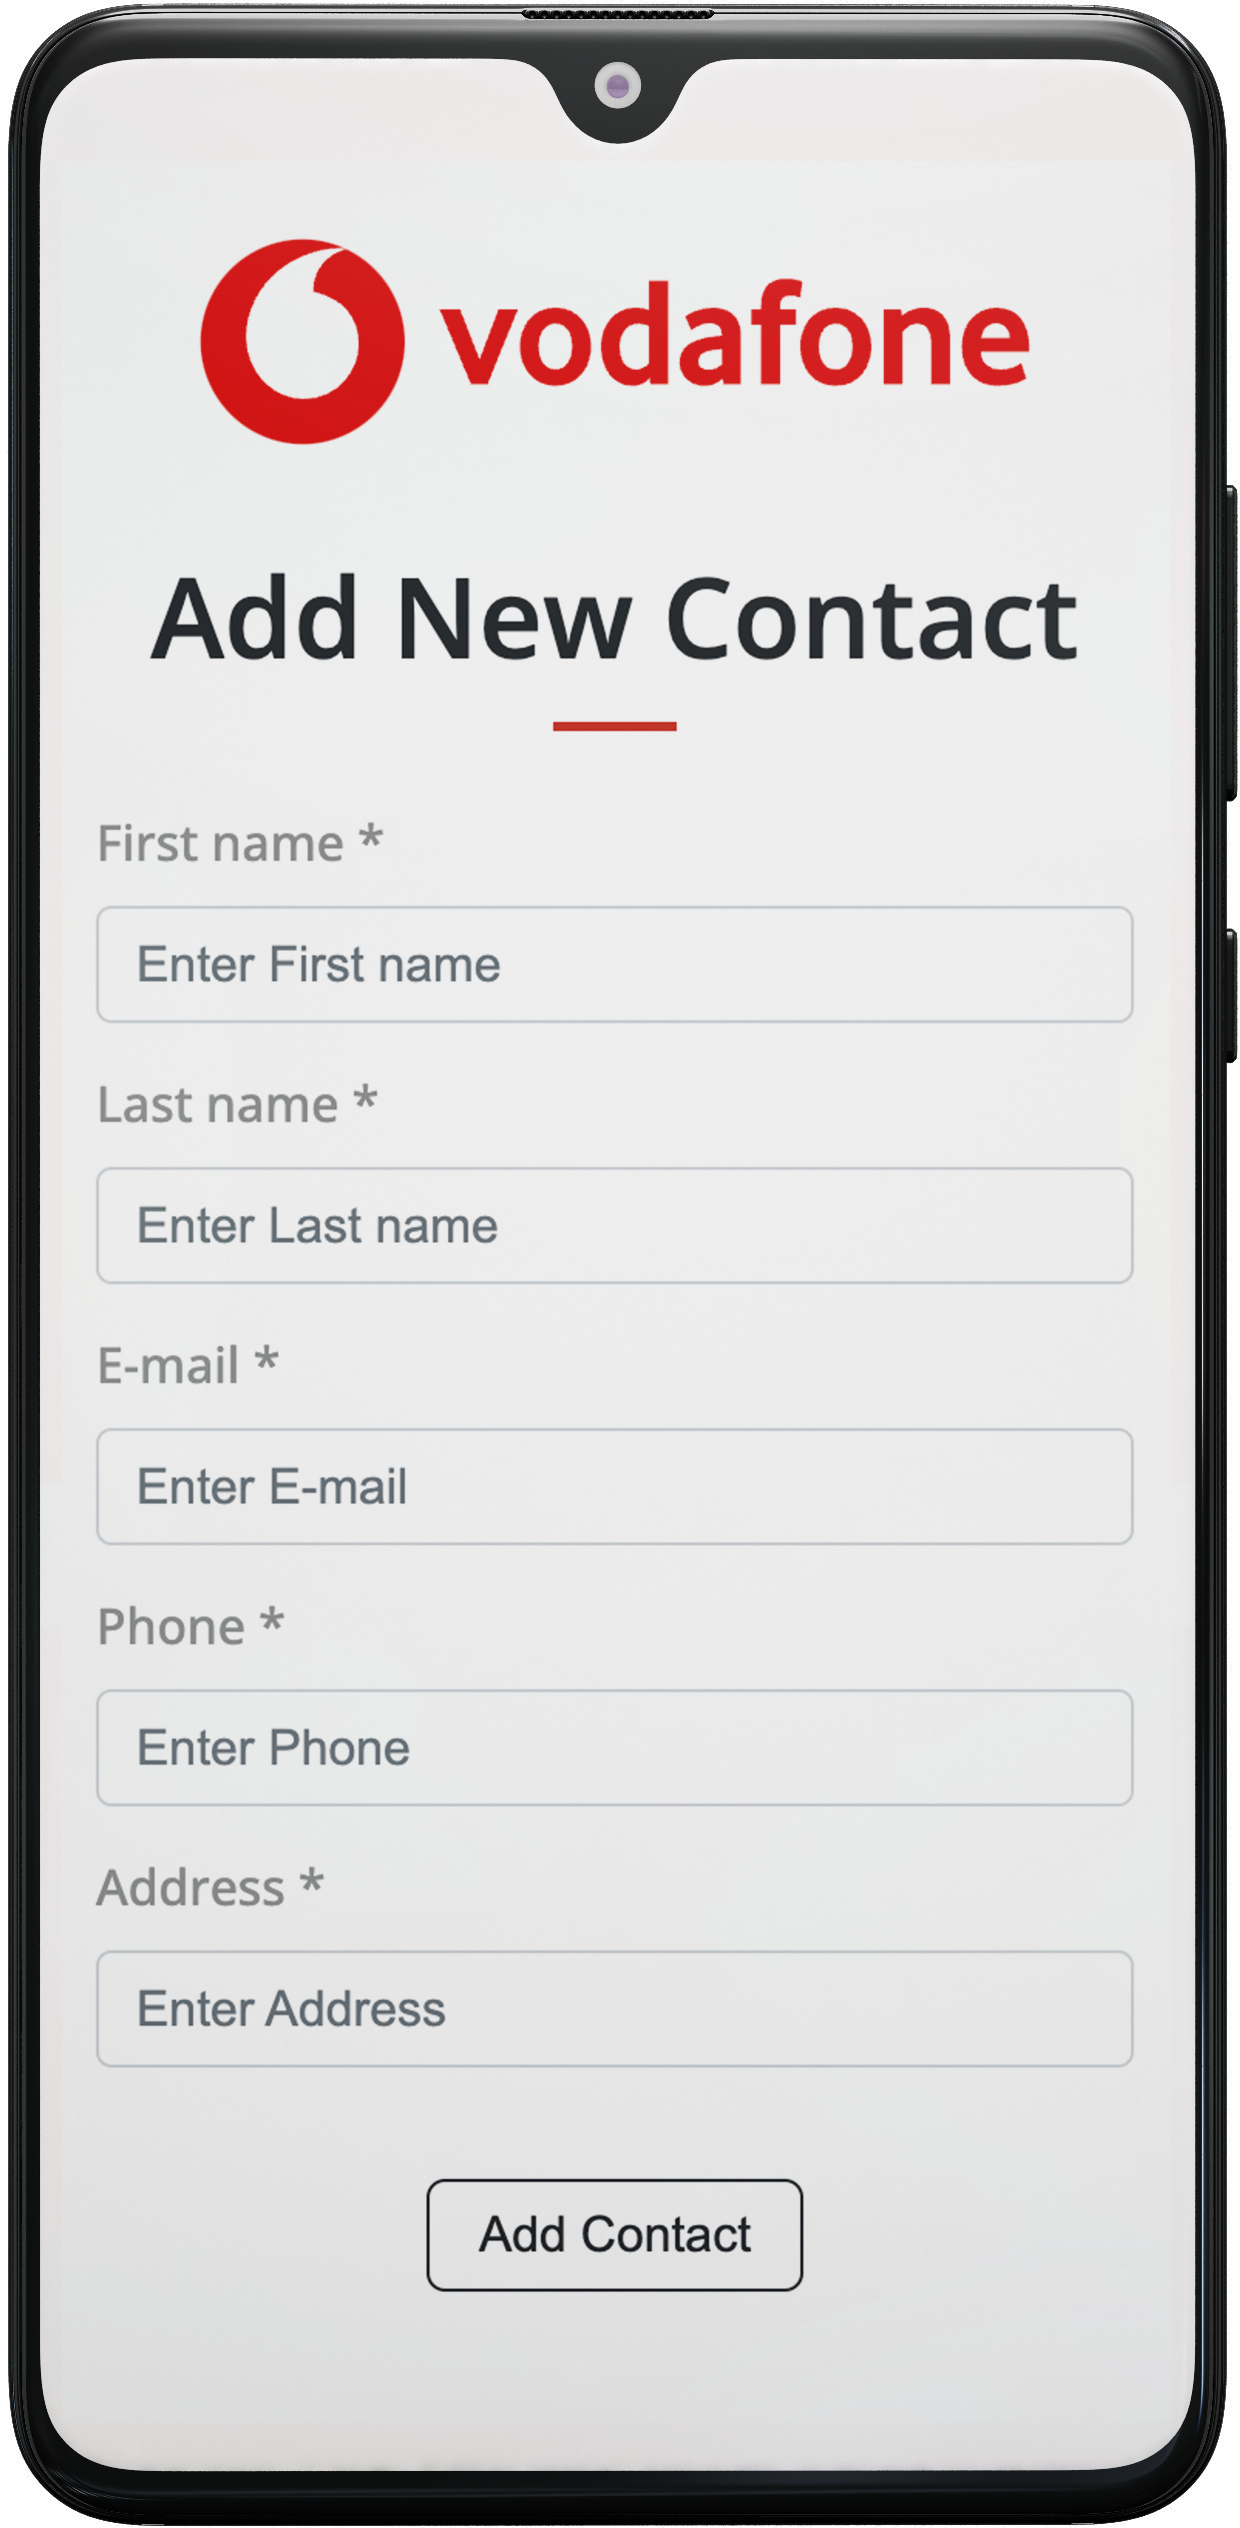 vodafone
Add New Contact
First name *
Enter First name
Last name *
Enter Last name
E-mail *
Enter E-mail
Phone *
Enter Phone
Address *
Enter Address
Add Contact